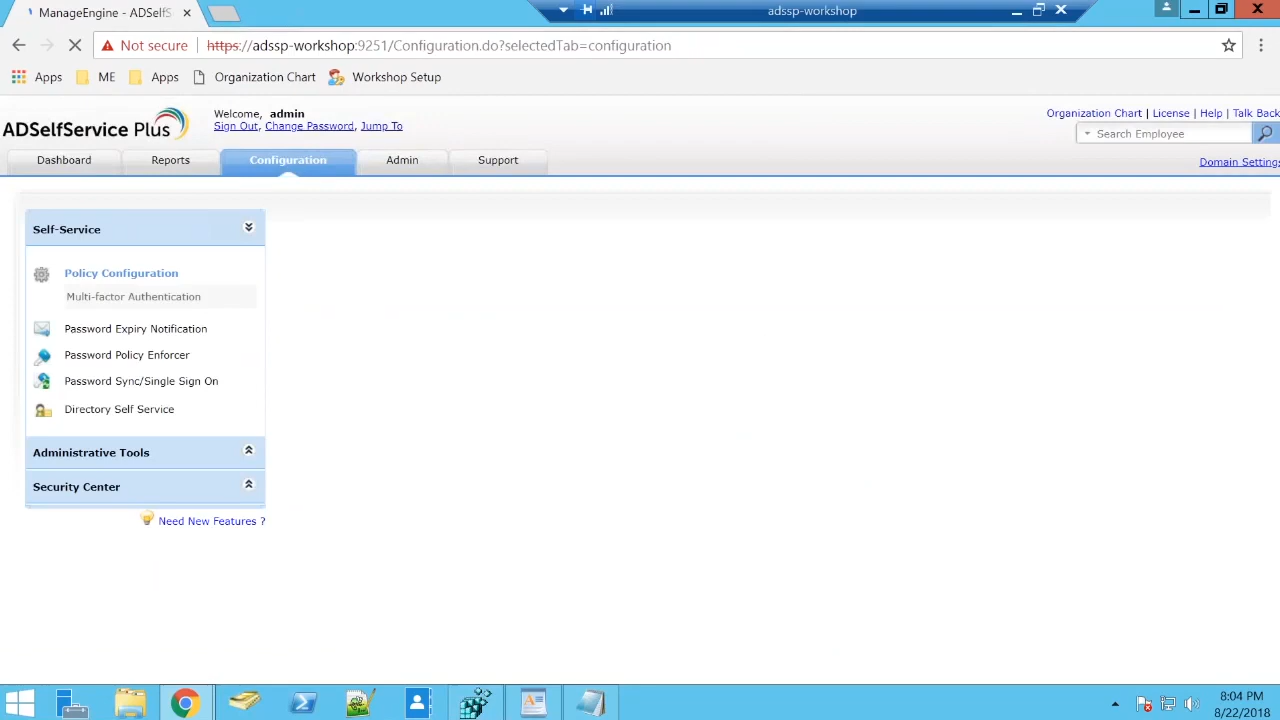 ManageEngine - ADSelfS
adssp-workshop
Not secure
https://adssp-workshop:9251/Configuration.do?selectedTab=configuration
Apps
ME
Apps
Organization Chart
Workshop Setup
ADSelfService Plus
Welcome, admin
Sign Out, Change Password, Jump To
Organization Chart | License | Help | Talk Back
Search Employee
Dashboard
Reports
Configuration
Admin
Support
Domain Setting
Self-Service
Policy Configuration
Multi-factor Authentication
Password Expiry Notification
Password Policy Enforcer
Password Sync/Single Sign On
Directory Self Service
Administrative Tools
Security Center
Need New Features ?
8:04 PM
8/22/2018